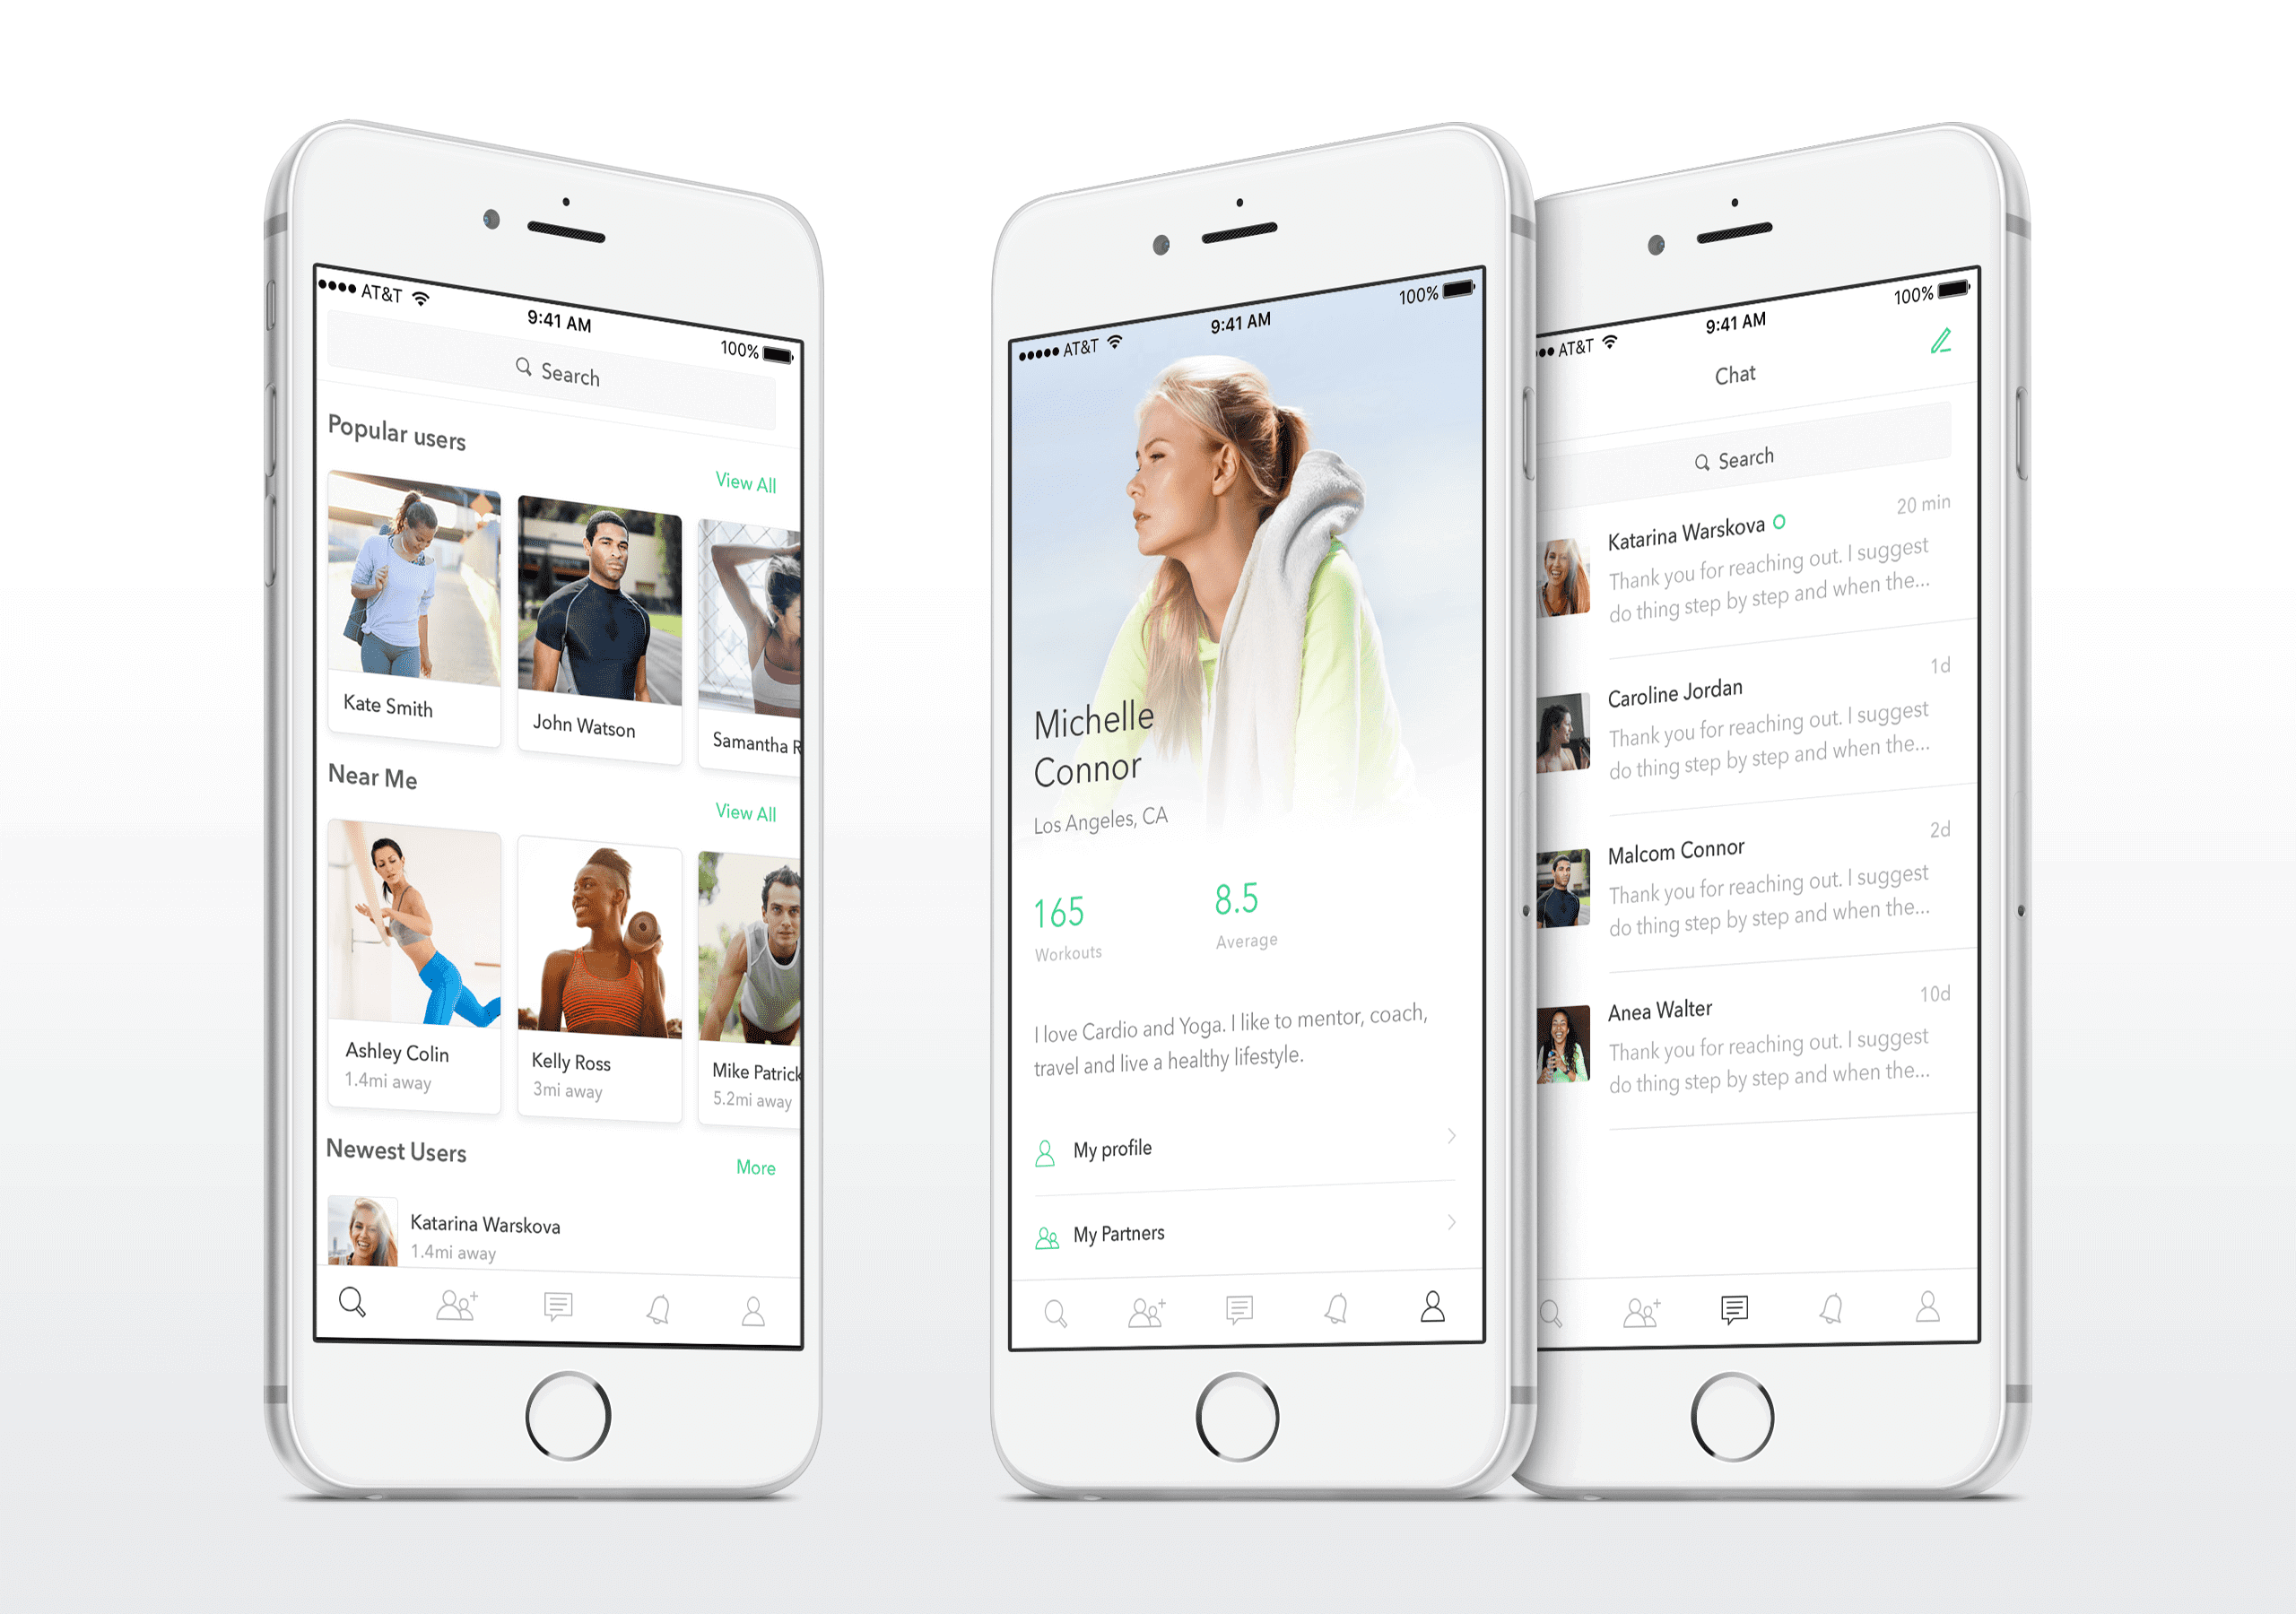 AT&T
9:41 AM
100%
Search
Popular users
View All
Kate Smith
John Watson
Samantha R
Near Me
View All
Ashley Colin
1.4mi away
Kelly Ross
3mi away
Mike Patrick
5.2mi away
Newest Users
More
Katarina Warskova
1.4mi away
AT&T
9:41 AM
100%
Michelle
Connor
Los Angeles, CA
165
Workouts
8.5
Average
I love Cardio and Yoga. I like to mentor, coach,
travel and live a healthy lifestyle.
My profile
My Partners
AT&T
9:41 AM
100%
Chat
Search
Katarina Warskova
20 min
Thank you for reaching out. I suggest
do thing step by step and when the...
Caroline Jordan
1d
Thank you for reaching out. I suggest
do thing step by step and when the...
Malcom Connor
2d
Thank you for reaching out. I suggest
do thing step by step and when the...
Anea Walter
10d
Thank you for reaching out. I suggest
do thing step by step and when the...